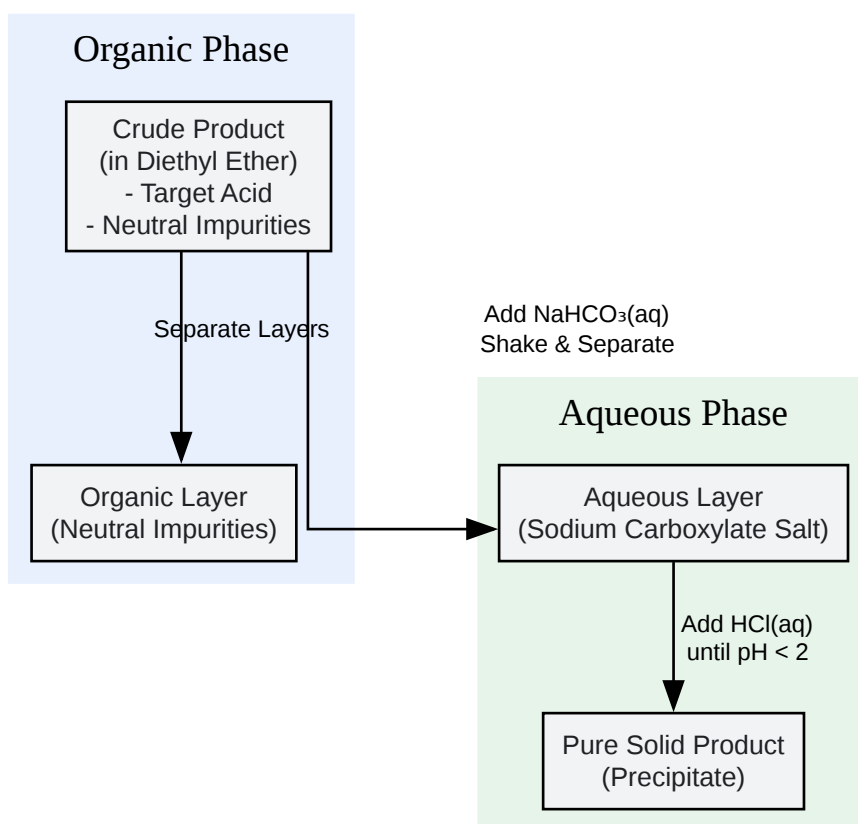 Organic Phase
Crude Product
(in Diethyl Ether)
- Target Acid
- Neutral Impurities
Separate Layers
Add NaHCO₃(aq)
Shake & Separate
Aqueous Phase
Organic Layer
(Neutral Impurities)
Aqueous Layer
(Sodium Carboxylate Salt)
Add HCl(aq)
until pH < 2
Pure Solid Product
(Precipitate)